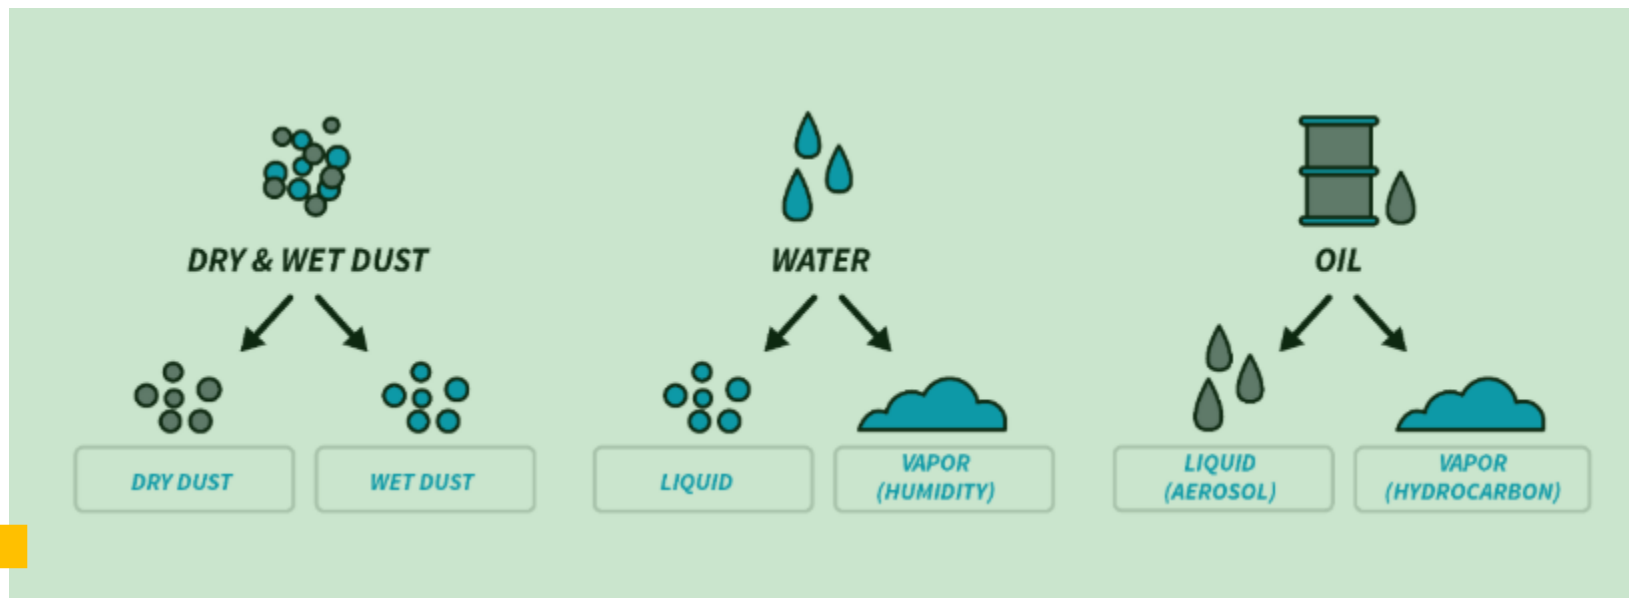 DRY & WET DUST
WATER
OIL
DRY DUST
WET DUST
LIQUID
VAPOR
(HUMIDITY)
LIQUID
(AEROSOL)
VAPOR
(HYDROCARBON)